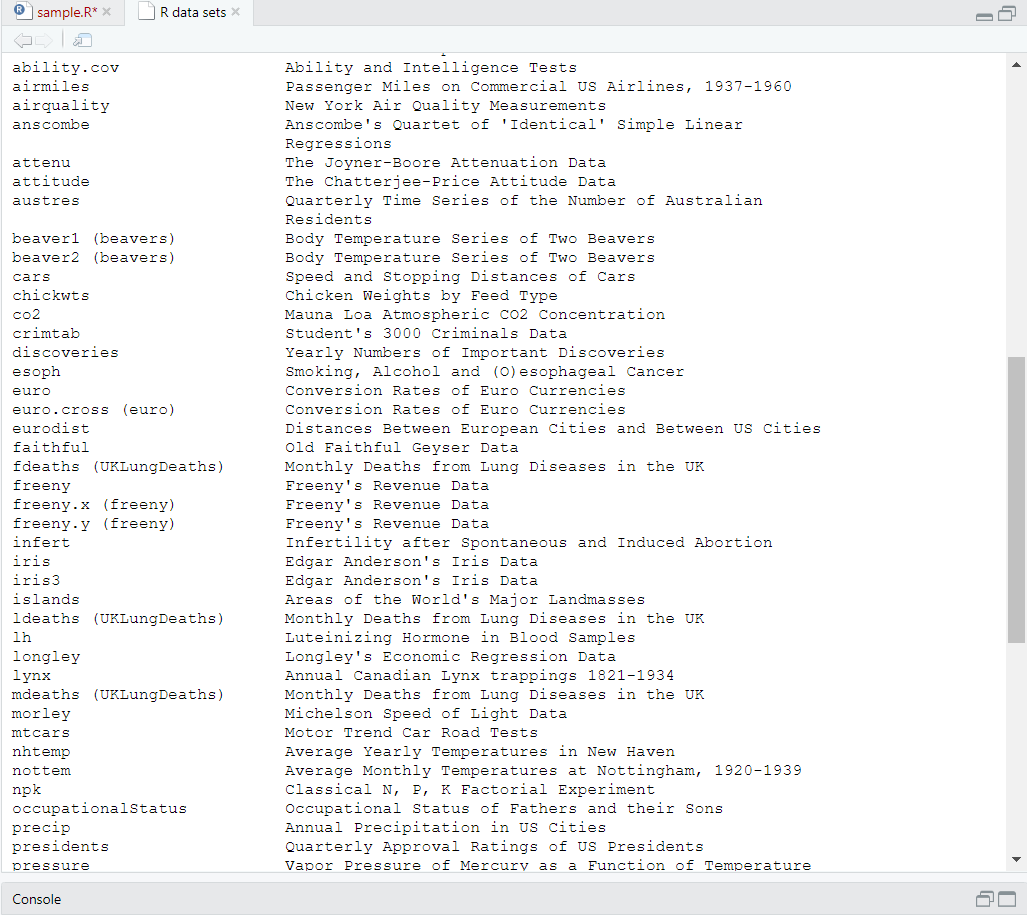 sample.R* R data sets
ability.cov Ability and Intelligence Tests
airmiles Passenger Miles on Commercial US Airlines, 1937-1960
airquality New York Air Quality Measurements
anscombe Anscombe's Quartet of 'Identical' Simple Linear
Regressions
attenu The Joyner-Boore Attenuation Data
attitude The Chatterjee-Price Attitude Data
austres Quarterly Time Series of the Number of Australian
Residents
beaver1 (beavers) Body Temperature Series of Two Beavers
beaver2 (beavers) Body Temperature Series of Two Beavers
cars Speed and Stopping Distances of Cars
chickwts Chicken Weights by Feed Type
co2 Mauna Loa Atmospheric CO2 Concentration
crimtab Student's 3000 Criminals Data
discoveries Yearly Numbers of Important Discoveries
esoph Smoking, Alcohol and (O)esophageal Cancer
euro Conversion Rates of Euro Currencies
euro.cross (euro) Conversion Rates of Euro Currencies
eurodist Distances Between European Cities and Between US Cities
faithful Old Faithful Geyser Data
fdeaths (UKLungDeaths) Monthly Deaths from Lung Diseases in the UK
freeny Freeny's Revenue Data
freeny.x (freeny) Freeny's Revenue Data
freeny.y (freeny) Freeny's Revenue Data
infert Infertility after Spontaneous and Induced Abortion
iris Edgar Anderson's Iris Data
iris3 Edgar Anderson's Iris Data
islands Areas of the World's Major Landmasses
ldeaths (UKLungDeaths) Monthly Deaths from Lung Diseases in the UK
lh Luteinizing Hormone in Blood Samples
longley Longley's Economic Regression Data
lynx Annual Canadian Lynx trappings 1821-1934
mdeaths (UKLungDeaths) Monthly Deaths from Lung Diseases in the UK
morley Michelson Speed of Light Data
mtcars Motor Trend Car Road Tests
nhtemp Average Yearly Temperatures in New Haven
nottem Average Monthly Temperatures at Nottingham, 1920-1939
npk Classical N, P, K Factorial Experiment
occupationalStatus Occupational Status of Fathers and their Sons
precip Annual Precipitation in US Cities
presidents Quarterly Approval Ratings of US Presidents
pressure Vapor Pressure of Mercury as a Function of Temperature
Console